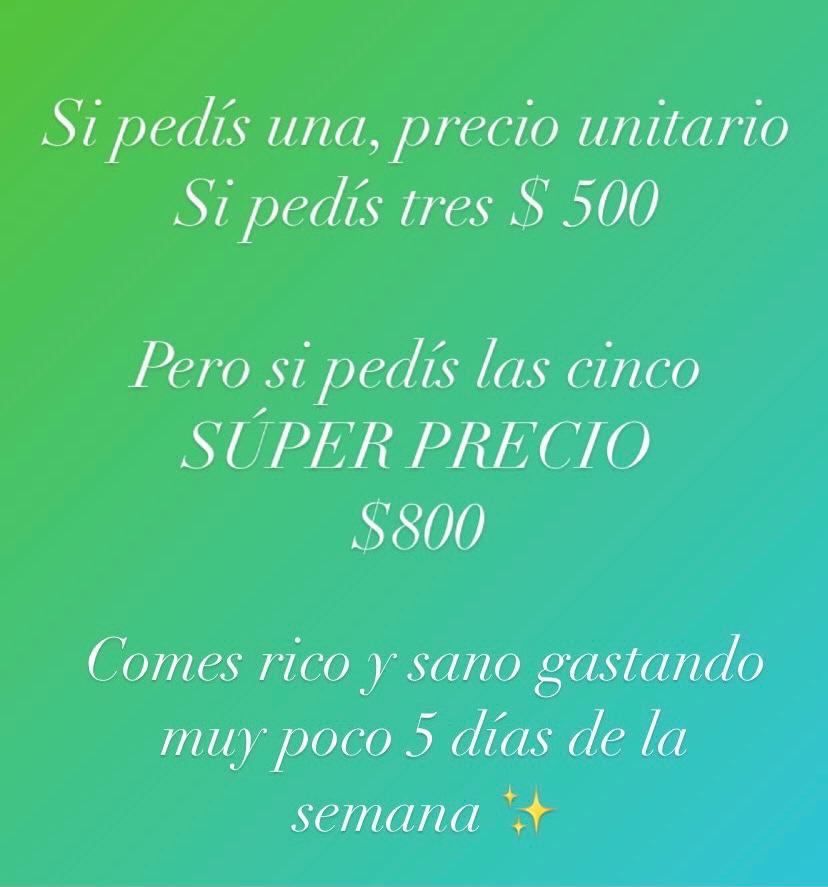 Si pedís una, precio unitario
Si pedís tres $ 500
Pero si pedís las cinco
SÚPER PRECIO
$800
Comes rico y sano gastando
muy poco 5 días de la
semana ✨